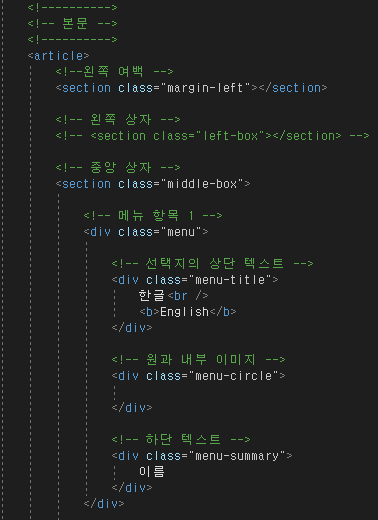 <!---------->
<!-- 본문 -->
<!---------->
<article>
<!--왼쪽 여백 -->
<section class="margin-left"></section>
<!-- 왼쪽 상자 -->
<!-- <section class="left-box"></section> -->
<!-- 중앙 상자 -->
<section class="middle-box">
<!-- 메뉴 항목 1 -->
<div class="menu">
<!-- 선택지의 상단 텍스트 -->
<div class="menu-title">
한글<br />
<b>English</b>
</div>
<!-- 원과 내부 이미지 -->
<div class="menu-circle">
</div>
<!-- 하단 텍스트 -->
<div class="menu-summary">
이름
</div>
</div>